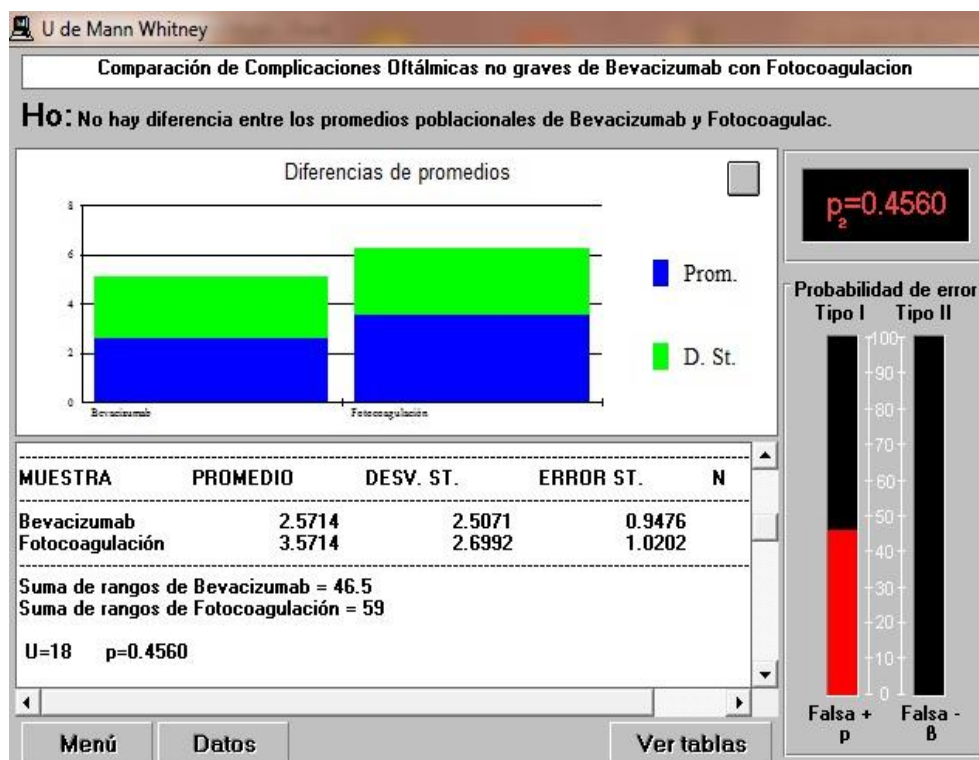 U de Mann Whitney
Comparación de Complicaciones Oftálmicas no graves de Bevacizumab con Fotocoagulacion
Ho: No hay diferencia entre los promedios poblacionales de Bevacizumab y Fotocoagulac.
Diferencias de promedios
8
6
4
2
0
Bevacizumab Fotocoagulación
Prom.
D. St.
p2=0.4560
Probabilidad de error
Tipo I Tipo II
100
90
80
70
60
50
40
30
20
10
0
Falsa + Falsa -
p β
MUESTRA PROMEDIO DESV. ST. ERROR ST. N
Bevacizumab 2.5714 2.5071 0.9476
Fotocoagulación 3.5714 2.6992 1.0202
Suma de rangos de Bevacizumab = 46.5
Suma de rangos de Fotocoagulación = 59
U=18 p=0.4560
Menú Datos Ver tablas